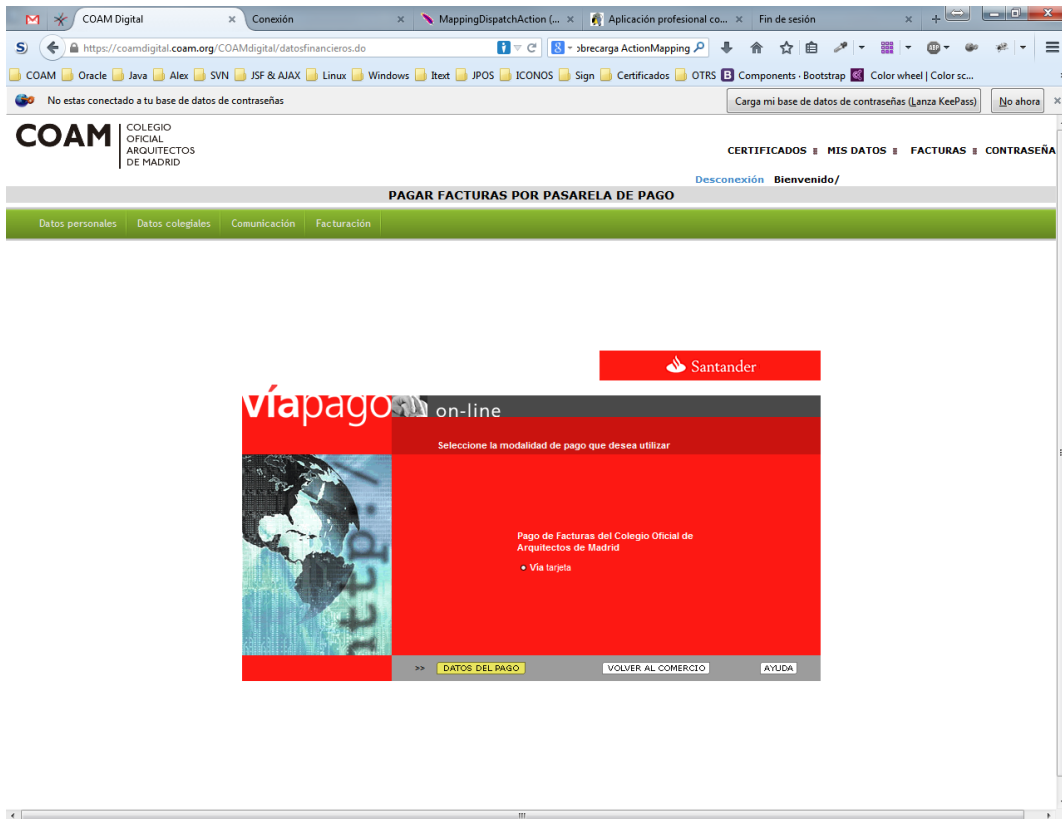 COAM Digital
Conexión
MappingDispatchAction (...
Aplicación profesional co...
Fin de sesión
https://coamdigital.coam.org/COAMdigital/datosfinancieros.do
obrecarga ActionMapping
COAM Oracle Java Alex SVN JSF & AJAX Linux Windows Itext JPOS ICONOS Sign Certificados OTRS Components · Bootstrap Color wheel | Color sc...
No estas conectado a tu base de datos de contraseñas
Carga mi base de datos de contraseñas (Lanza KeePass)
No ahora
COAM
COLEGIO
OFICIAL
ARQUITECTOS
DE MADRID
CERTIFICADOS MIS DATOS FACTURAS CONTRASEÑA
Desconexión Bienvenido/
PAGAR FACTURAS POR PASARELA DE PAGO
Datos personales Datos colegiales Comunicación Facturación
Santander
víapago on-line
Seleccione la modalidad de pago que desea utilizar
http:/
Pago de Facturas del Colegio Oficial de
Arquitectos de Madrid
Vía tarjeta
>> DATOS DEL PAGO VOLVER AL COMERCIO AYUDA